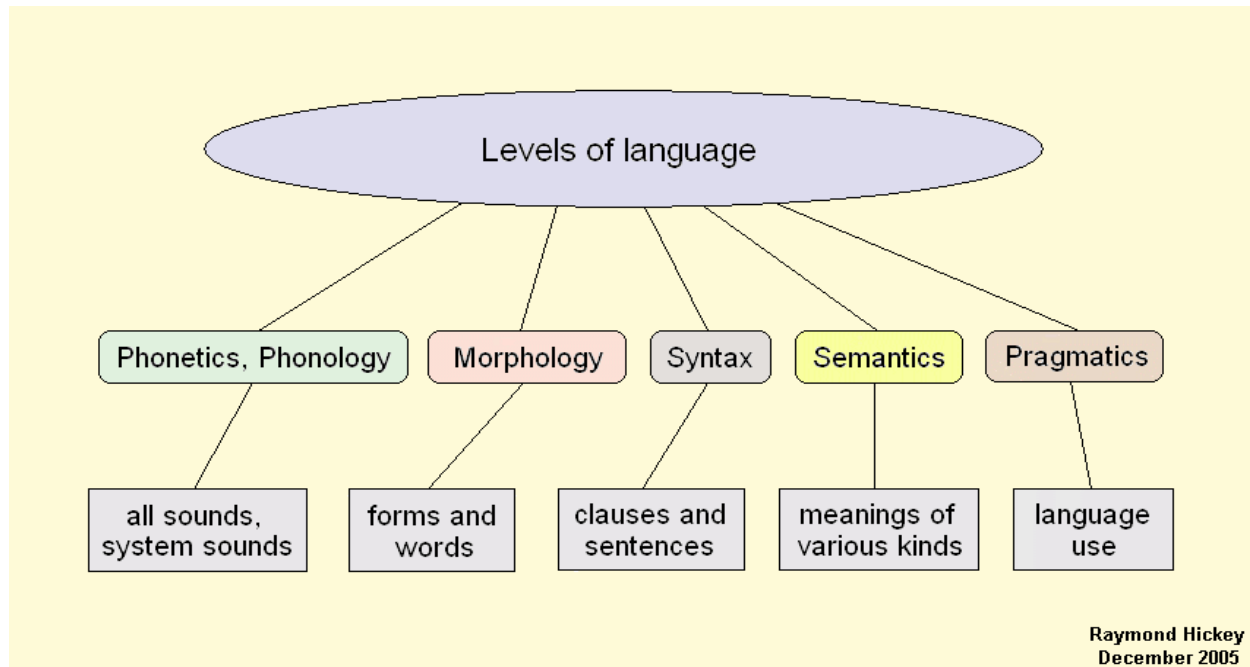 Levels of language
Phonetics, Phonology
Morphology
Syntax
Semantics
Pragmatics
all sounds,
system sounds
forms and
words
clauses and
sentences
meanings of
various kinds
language
use
Raymond Hickey
December 2005